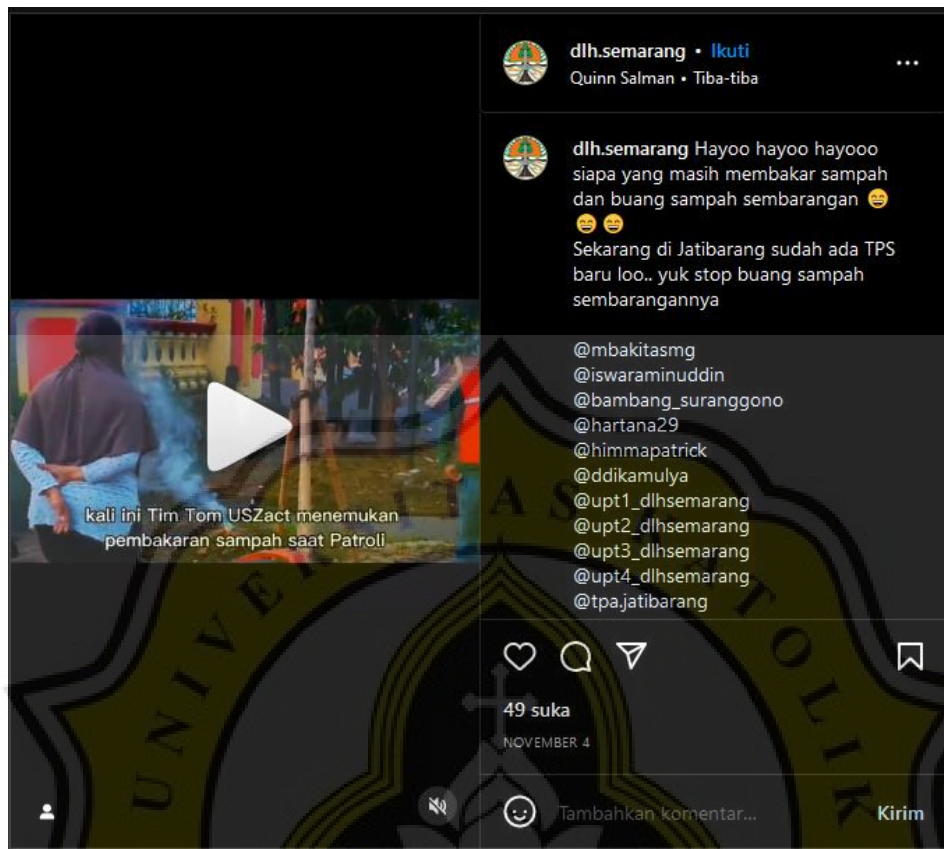 dlh.semarang • Ikuti
Quinn Salman • Tiba-tiba
dlh.semarang Hayoo hayoo hayooo
siapa yang masih membakar sampah
dan buang sampah sembarangan 😄
😄😄
Sekarang di Jatibarang sudah ada TPS
baru loo.. yuk stop buang sampah
sembarangannya
@mbakitasmg
@iswaraminuddin
@bambang_suranggono
@hartana29
@himmapatrick
@ddikamulya
@upt1_dlhsemarang
@upt2_dlhsemarang
@upt3_dlhsemarang
@upt4_dlhsemarang
@tpa.jatibarang
kali ini Tim Tom USZact menemukan
pembakaran sampah saat Patroli
49 suka
NOVEMBER 4
Tambahkan komentar... Kirim